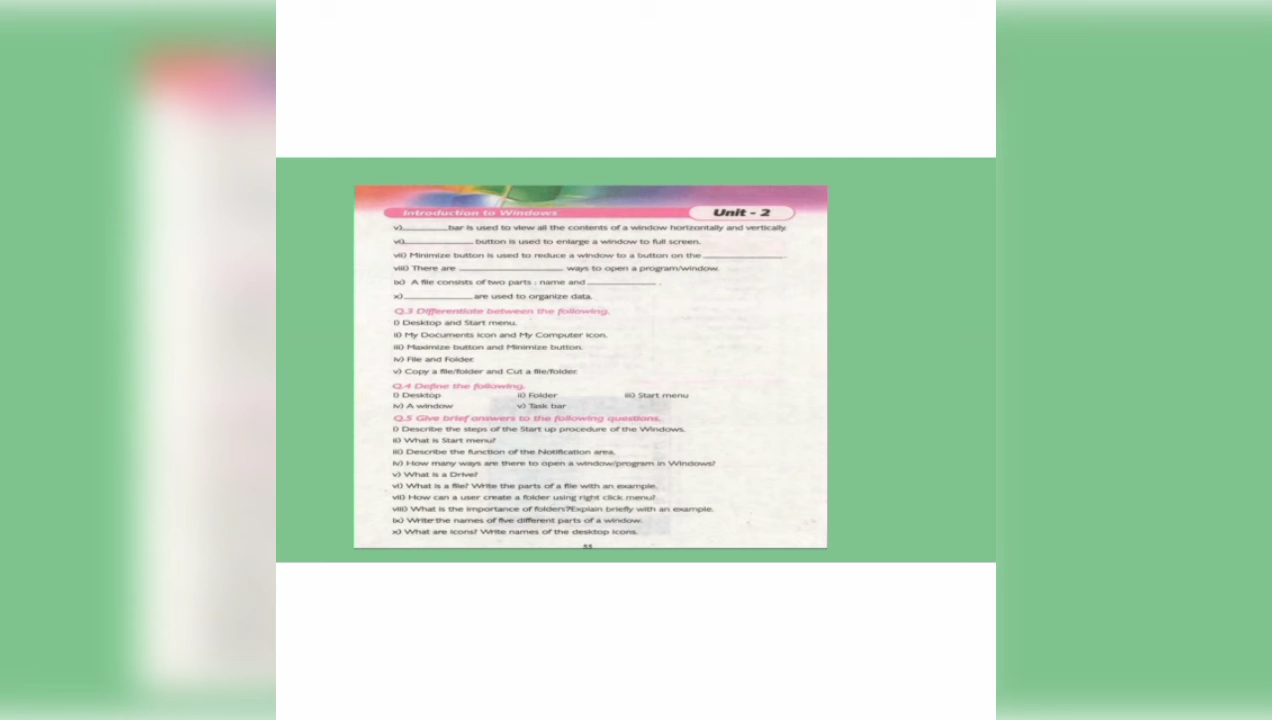 Introduction to Windows
Unit - 2
v)________ bar is used to view all the contents of a window horizontally and vertically.
vi)____________ button is used to enlarge a window to full screen.
vii) Minimize button is used to reduce a window to a button on the ______________.
viii) There are __________________ ways to open a program/window.
ix) A file consists of two parts : name and ____________ .
x)____________ are used to organize data.
Q.3 Differentiate between the following.
i) Desktop and Start menu.
ii) My Documents icon and My Computer icon.
iii) Maximize button and Minimize button.
iv) File and Folder.
v) Copy a file/folder and Cut a file/folder.
Q.4 Define the following.
i) Desktop ii) Folder iii) Start menu
iv) A window v) Task bar
Q.5 Give brief answers to the following questions.
i) Describe the steps of the Start up procedure of the Windows.
ii) What is Start menu?
iii) Describe the function of the Notification area.
iv) How many ways are there to open a window/program in Windows?
v) What is a Drive?
vi) What is a file? Write the parts of a file with an example.
vii) How can a user create a folder using right click menu?
viii) What is the importance of folders?Explain briefly with an example.
ix) Write the names of five different parts of a window.
x) What are icons? Write names of the desktop icons.
55